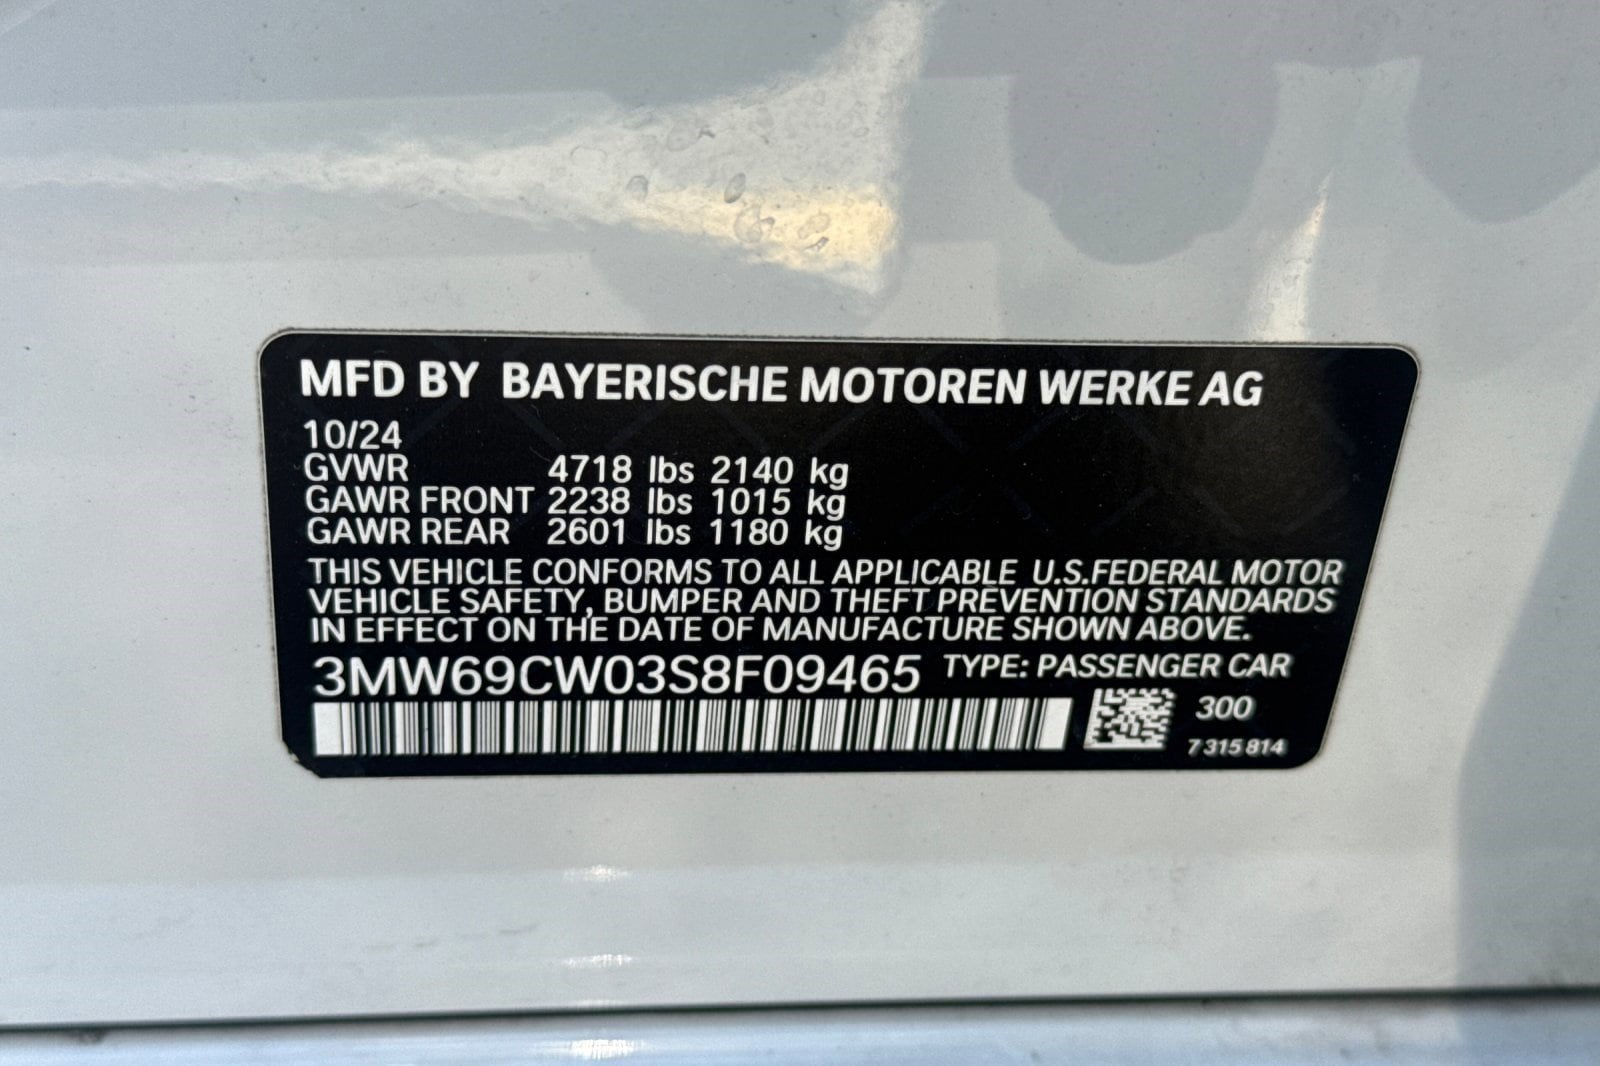 MFD BY BAYERISCHE MOTOREN WERKE AG
10/24
GVWR 4718 lbs 2140 kg
GAWR FRONT 2238 lbs 1015 kg
GAWR REAR 2601 lbs 1180 kg
THIS VEHICLE CONFORMS TO ALL APPLICABLE U.S.FEDERAL MOTOR
VEHICLE SAFETY, BUMPER AND THEFT PREVENTION STANDARDS
IN EFFECT ON THE DATE OF MANUFACTURE SHOWN ABOVE.
3MW69CW03S8F09465 TYPE: PASSENGER CAR
300
7 315 814